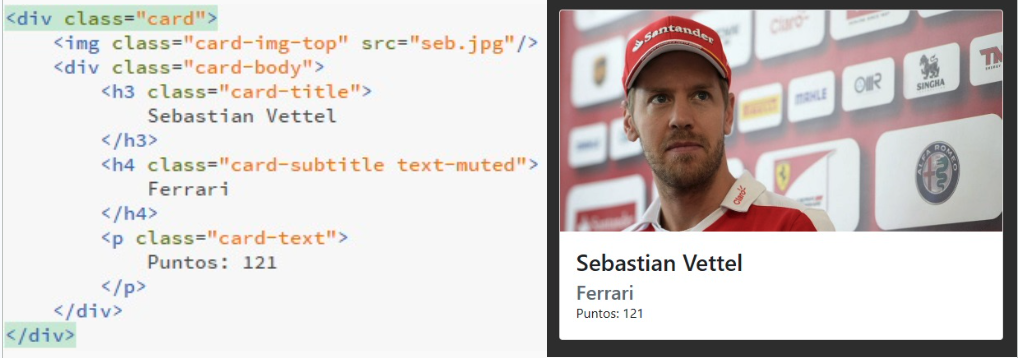 <div class="card">
<img class="card-img-top" src="seb.jpg"/>
<div class="card-body">
<h3 class="card-title">
Sebastian Vettel
</h3>
<h4 class="card-subtitle text-muted">
Ferrari
</h4>
<p class="card-text">
Puntos: 121
</p>
</div>
</div>
Santander
Claro
MAHLE
SINGHA
Ferrari
ALFA ROMEO
Claro
Sebastian Vettel
Ferrari
Puntos: 121